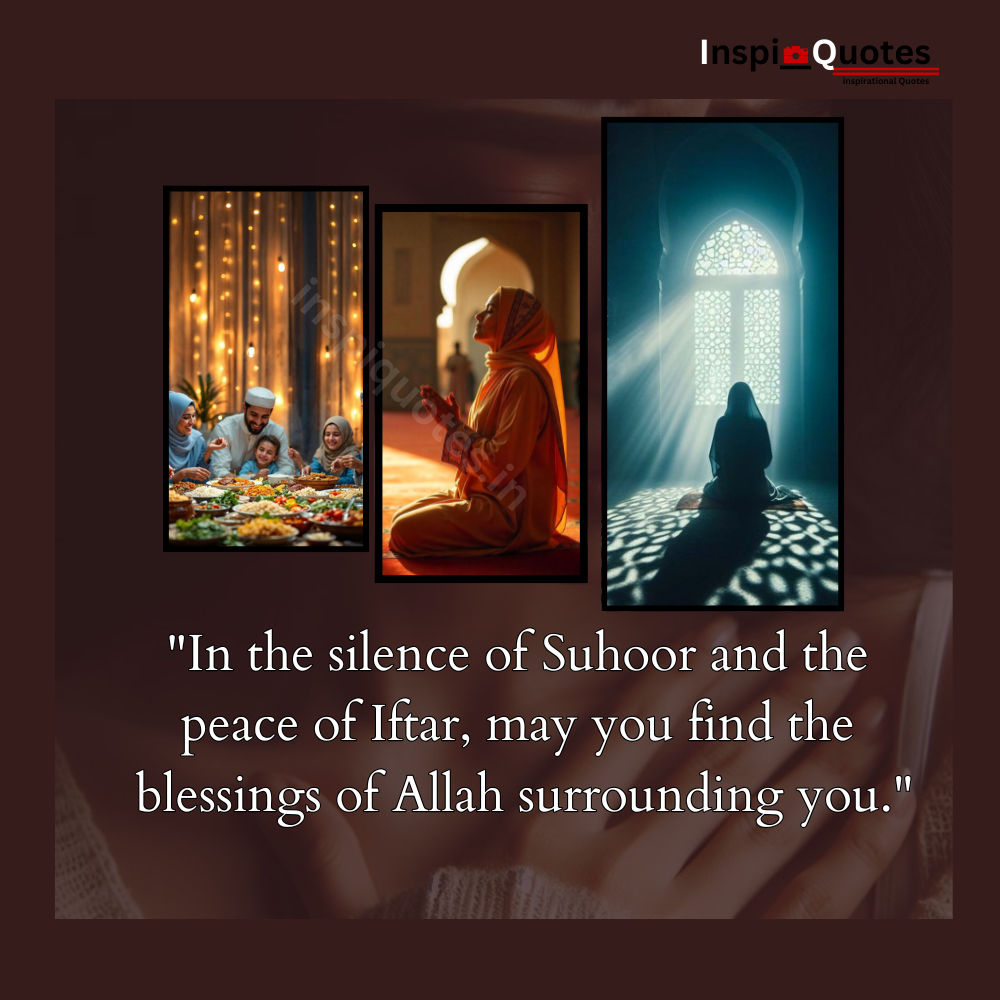 InspiQuotes
inspirational Quotes
inspiquotes.in
"In the silence of Suhoor and the
peace of Iftar, may you find the
blessings of Allah surrounding you."